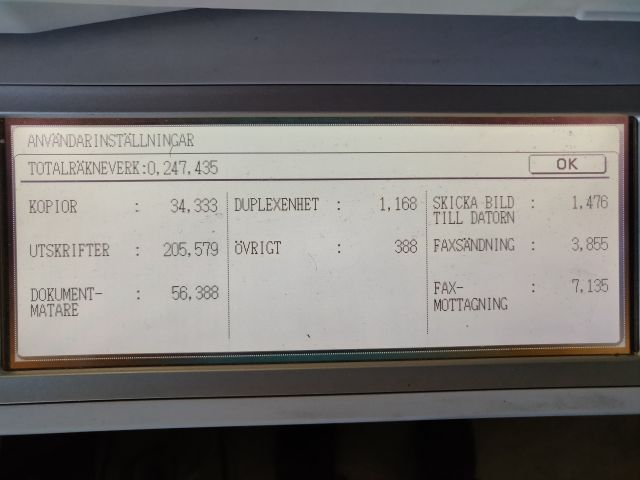 ANVÄNDARINSTÄLLNINGAR
TOTALRÄKNEVERK:0,247,435 OK
KOPIOR : 34,333
UTSKRIFTER : 205,579
DOKUMENT-
MATARE : 56,388
DUPLEXENHET : 1,168
ÖVRIGT : 388
SKICKA BILD : 1,476
TILL DATORN
FAXSÄNDNING : 3,855
FAX- : 7,135
MOTTAGNING